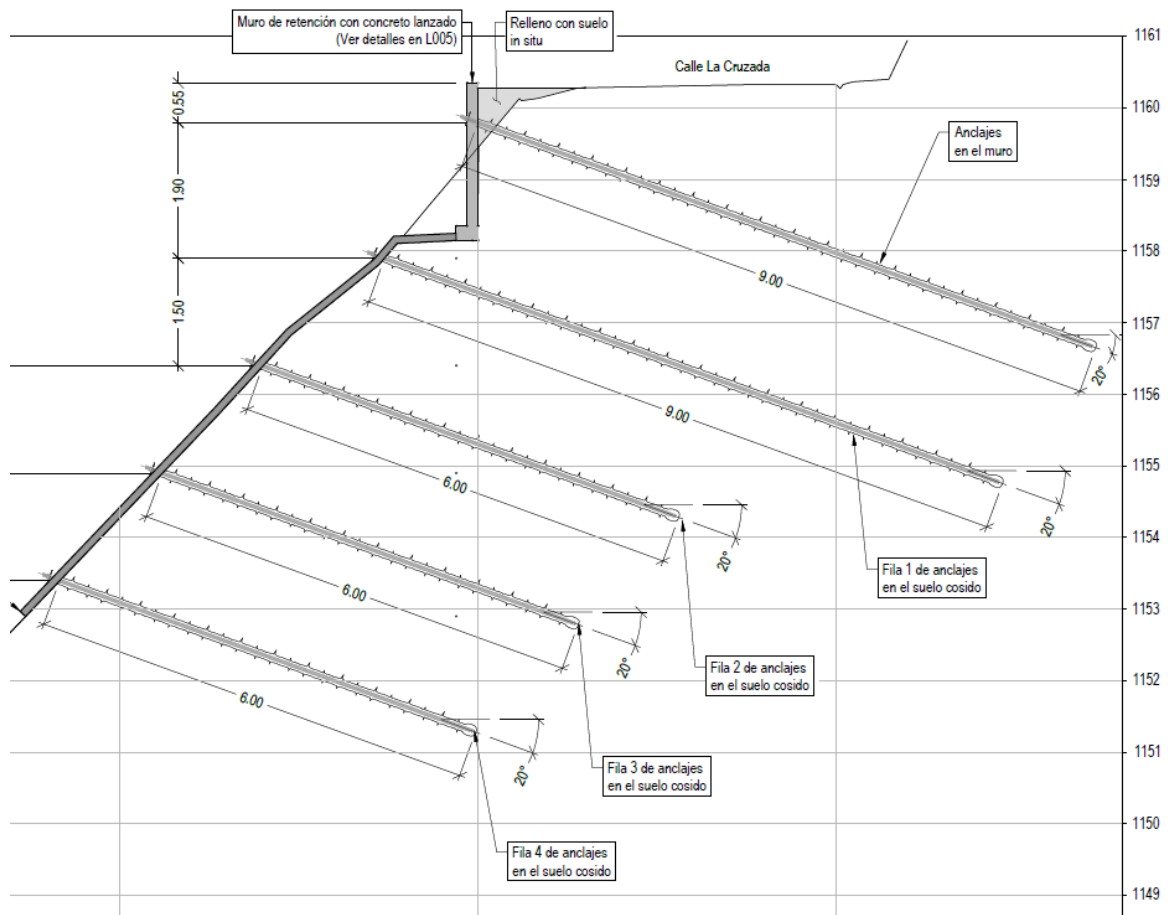 Muro de retención con concreto lanzado
(Ver detalles en L005)
Relleno con suelo
in situ
Calle La Cruzada
1161
0.55
1160
Anclajes
en el muro
1.90
1159
1158
9.00
1.50
1157
20°
1156
9.00
1155
6.00
20°
1154
20°
Fila 1 de anclajes
en el suelo cosido
1153
6.00
Fila 2 de anclajes
en el suelo cosido
20°
1152
6.00
1151
20°
Fila 3 de anclajes
en el suelo cosido
1150
Fila 4 de anclajes
en el suelo cosido
1149